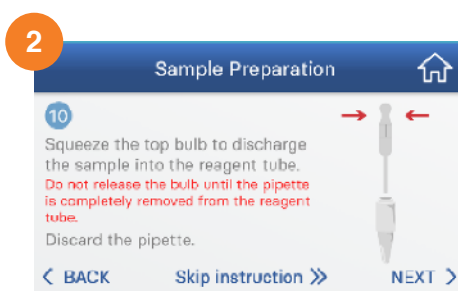 2
Sample Preparation
10
Squeeze the top bulb to discharge
the sample into the reagent tube.
Do not release the bulb until the pipette
is completely removed from the reagent
tube.
Discard the pipette.
< BACK
Skip instruction >>
NEXT >